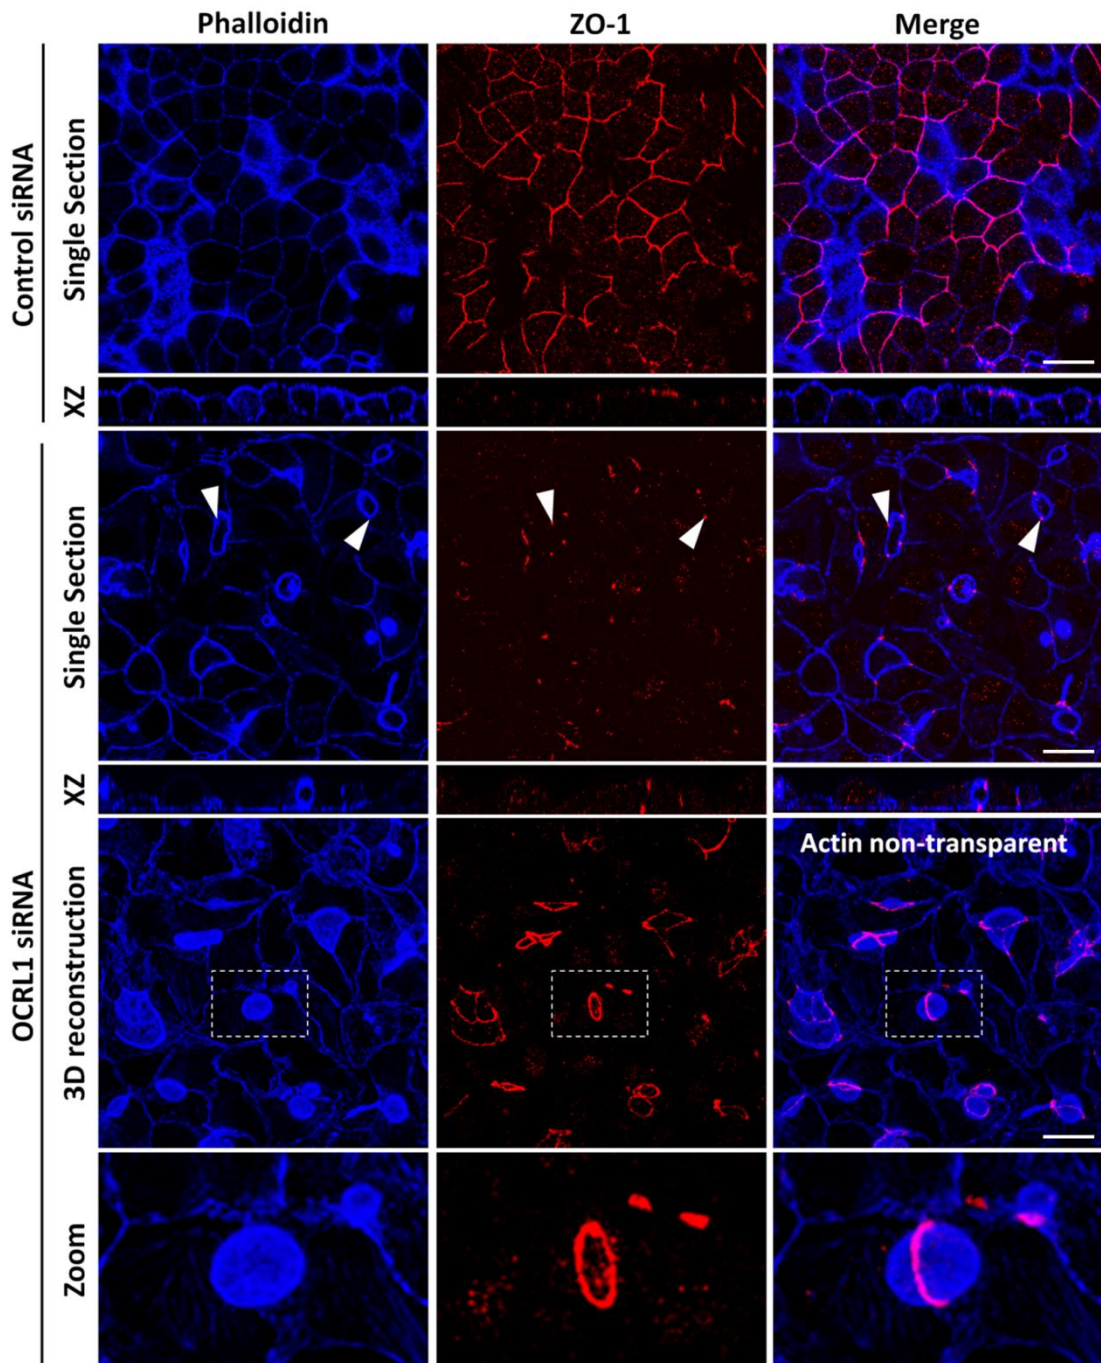 Phalloidin ZO-1 Merge
Control siRNA
Single Section
XZ
OCRL1 siRNA
Single Section
XZ
3D reconstruction
Actin non-transparent
Zoom